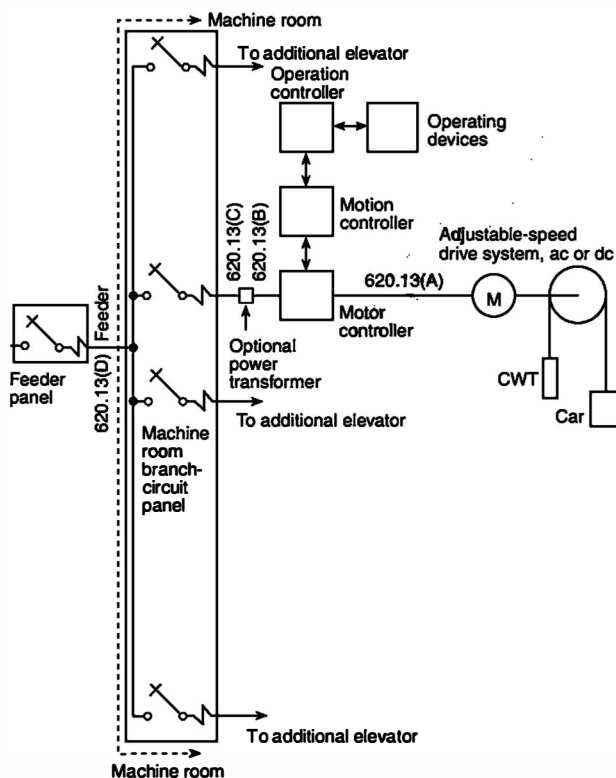 Machine room
To additional elevator
Operation
controller
Operating
devices
Motion
controller
620.13(C)
620.13(B)
Adjustable-speed
drive system, ac or dc
620.13(A)
M
Motor
controller
Optional
power
transformer
Feeder
620.13(D)
Feeder
panel
CWT
Car
To additional elevator
Machine
room
branch-
circuit
panel
To additional elevator
Machine room